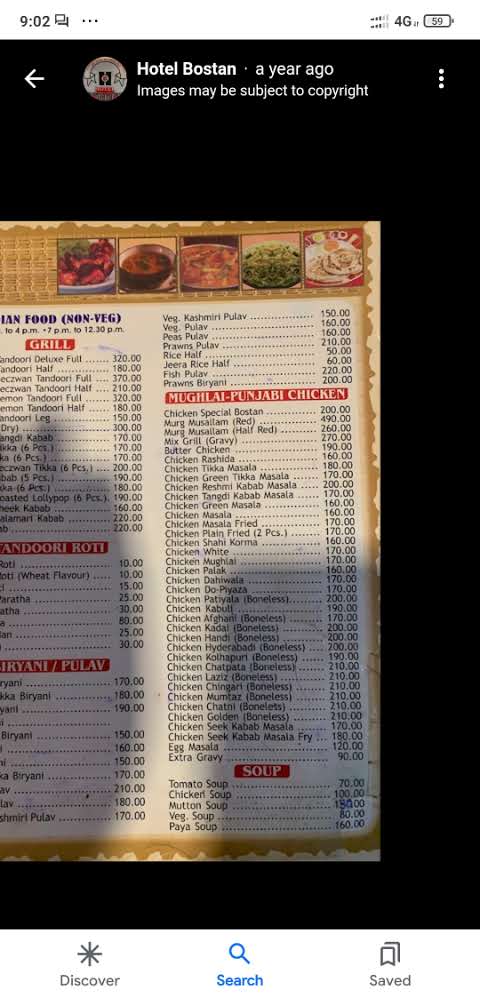 9:02 ... 4G 59
Hotel Bostan · a year ago
Images may be subject to copyright
IAN FOOD (NON-VEG)
. to 4 p.m. •7 p.m. to 12.30 p.m.
GRILL
andoori Deluxe Full ...... 320.00
andoori Half ...... 180.00
eczwan Tandoori Full .... 370.00
eczwan Tandoori Half .... 210.00
emon Tandoori Full ...... 320.00
emon Tandoori Half ...... 180.00
andoori Leg ...... 150.00
Dry) ...... 300.00
angdi Kabab ...... 170.00
ikka (6 Pcs.) ...... 170.00
ka (6 Pcs.) ...... 170.00
eczwan Tikka (6 Pcs,) .... 200.00
bab (5 Pcs.) ...... 190.00
kka (6 Pcs.) ...... 180.00
oasted Lollypop (6 Pcs.). 190.00
heek Kabab ...... 160.00
alamari Kabab ...... 220.00
ab ...... 220.00
TANDOORI ROTI
Roti ...... 10.00
Roti (Wheat Flavour) ..... 10.00
ti ...... 15.00
Paratha ...... 25.00
atha ...... 30.00
a ...... 80.00
an ...... 25.00
...... 30.00
BIRYANI / PULAV
ryani ...... 170.00
kka Biryani ...... 180.00
yani ...... 190.00
i ......
Biryani ...... 150.00
i ...... 160.00
ni ...... 150.00
ka Biryani ...... 170.00
av ...... 210.00
lav ...... 180.00
shmiri Pulav ...... 170.00
Veg. Kashmiri Pulav ...... 150.00
Veg. Pulav ...... 160.00
Peas Pulav ...... 160.00
Prawns Pulav ...... 210.00
Rice Half ...... 50.00
Jeera Rice Half ...... 60.00
Fish Pulav ...... 220.00
Prawns Biryani ...... 200.00
MUGHLAI-PUNJABI CHICKEN
Chicken Special Bostan ...... 200.00
Murg Musallam (Red) ...... 490.00
Murg Musallam (Half Red) ...... 260.00
Mix Grill (Gravy) ...... 270.00
Butter Chicken ...... 190.00
Chicken Rashida ...... 160.00
Chicken Tikka Masala ...... 180.00
Chicken Green Tikka Masala ..... 170.00
Chicken Reshmi Kabab Masala ..... 200.00
Chicken Tangdi Kabab Masala ..... 170.00
Chicken Green Masala ...... 160.00
Chicken Masala ...... 160.00
Chicken Masala Fried ...... 170.00
Chicken Plain Fried (2 Pcs.) ...... 170.00
Chicken Shahi Korma ...... 160.00
Chicken White ...... 170.00
Chicken Mughlai ...... 170.00
Chicken Palak ...... 160.00
Chicken Dahiwala ...... 170.00
Chicken Do-Piyaza ...... 170.00
Chicken Patiyala (Boneless)...... 200.00
Chicken Kabuli ...... 190.00
Chicken Afghani (Boneless) ...... 170.00
Chicken Kadai (Boneless) ...... 200.00
Chicken Handi (Boneless) ...... 200.00
Chicken Hyderabadi (Boneless) .... 200.00
Chicken Kolhapuri (Boneless) ...... 190.00
Chicken Chatpata (Boneless) ...... 210.00
Chicken Laziz (Boneless) ...... 210.00
Chicken Chingari (Boneless) ...... 210.00
Chicken Mumtaz (Boneless) ...... 210.00
Chicken Chatni (Boneless) ...... 210.00
Chicken Golden (Boneless) ...... 210.00
Chicken Seek Kabab Masala ...... 170.00
Chicken Seek Kabab Masala Fry ... 180.00
Egg Masala ...... 120.00
Extra Gravy ...... 90.00
SOUP
Tomato Soup ...... 70.00
Chicken Soup ...... 100.00
Mutton Soup ......
Veg. Soup ...... 80.00
Paya Soup ...... 160.00
Discover Search Saved